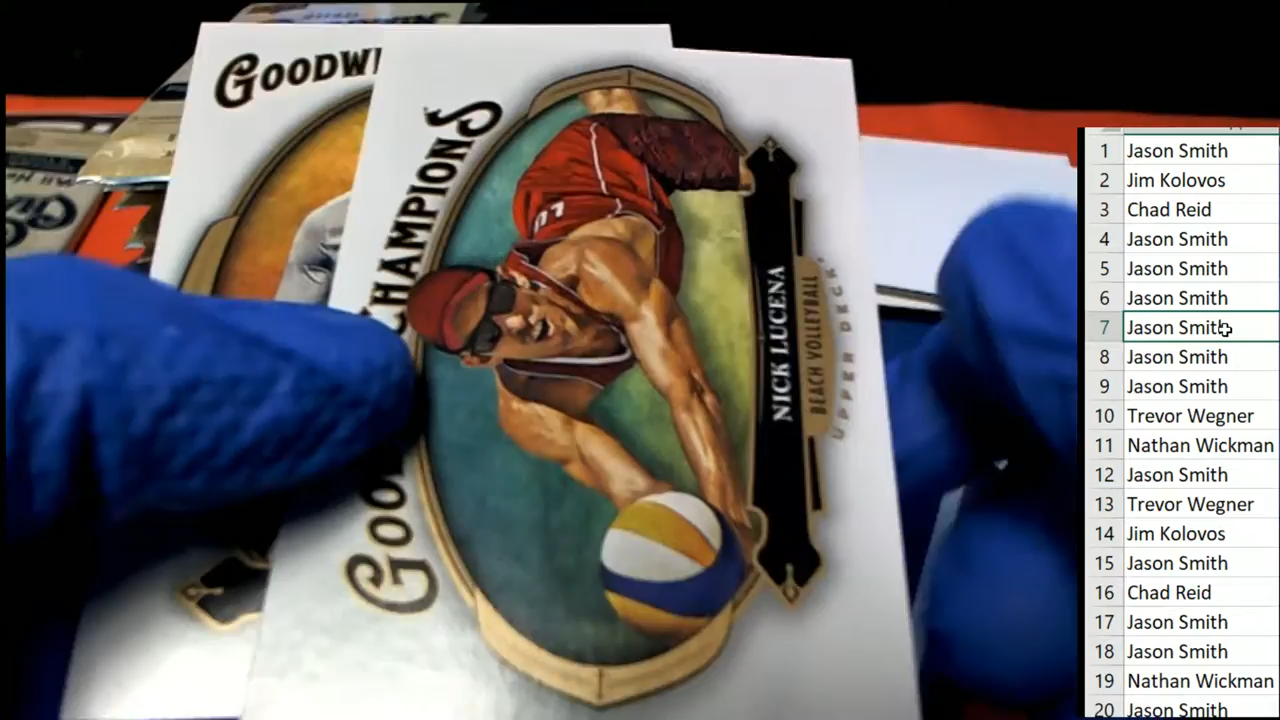 GOODWI
GOO CHAMPIONS
NICK LUCENA
BEACH VOLLEYBALL
UPPER DECK
1 Jason Smith
2 Jim Kolovos
3 Chad Reid
4 Jason Smith
5 Jason Smith
6 Jason Smith
7 Jason Smith
8 Jason Smith
9 Jason Smith
10 Trevor Wegner
11 Nathan Wickman
12 Jason Smith
13 Trevor Wegner
14 Jim Kolovos
15 Jason Smith
16 Chad Reid
17 Jason Smith
18 Jason Smith
19 Nathan Wickman
20 Jason Smith